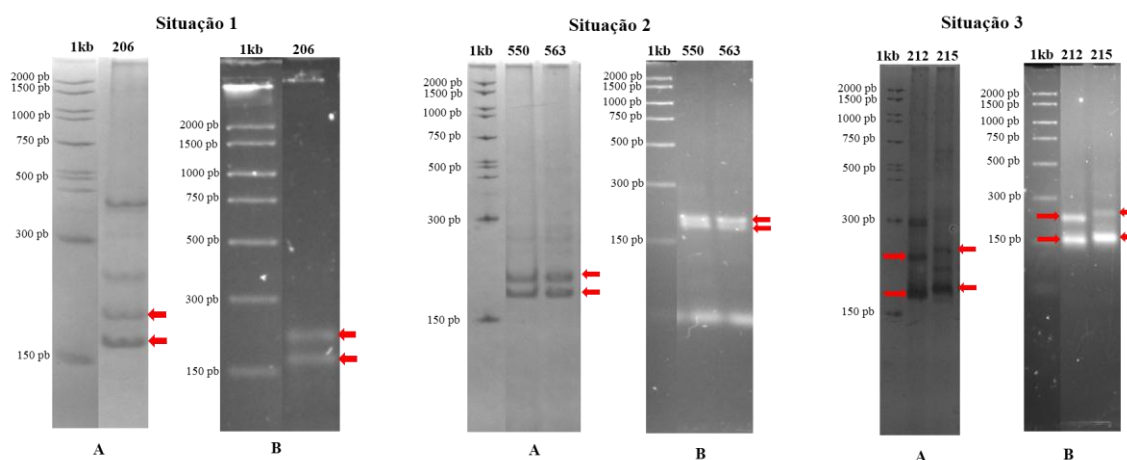 Situação 1
1kb 206
2000 pb
1500 pb
1000 pb
750 pb
500 pb
300 pb
150 pb
A
1kb 206
2000 pb
1500 pb
1000 pb
750 pb
500 pb
300 pb
150 pb
B
Situação 2
1kb 550 563
2000 pb
1500 pb
1000 pb
750 pb
500 pb
300 pb
150 pb
A
1kb 550 563
2000 pb
1500 pb
1000 pb
750 pb
500 pb
300 pb
150 pb
B
Situação 3
1kb 212 215
2000 pb
1500 pb
1000 pb
750 pb
500 pb
300 pb
150 pb
A
1kb 212 215
2000 pb
1500 pb
1000 pb
750 pb
500 pb
300 pb
150 pb
B